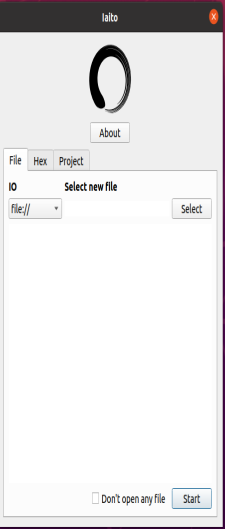 Iaito
About
File Hex Project
IO Select new file
file:// Select
Don't open any file Start